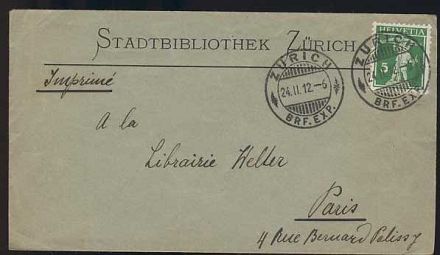 STADTBIBLIOTHEK ZÜRICH
HELVETIA
5
ZÜRICH
24.II.12.-6
BRF. EXP.
ZÜRICH
BRF. EXP.
Imprimé
A la
Librairie Welter
Paris
4 Rue Bernard Palissy